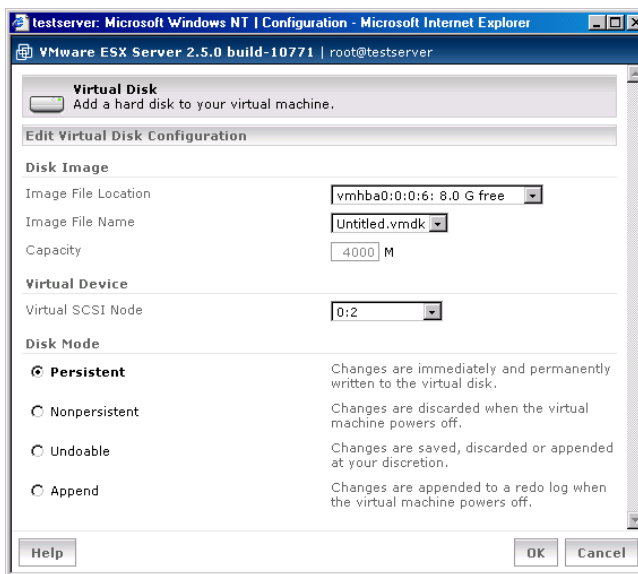 testserver: Microsoft Windows NT | Configuration - Microsoft Internet Explorer
VMware ESX Server 2.5.0 build-10771 | root@testserver
Virtual Disk
Add a hard disk to your virtual machine.
Edit Virtual Disk Configuration
Disk Image
Image File Location
vmhba0:0:0:6: 8.0 G free
Image File Name
Untitled.vmdk
Capacity
4000 M
Virtual Device
Virtual SCSI Node
0:2
Disk Mode
Persistent
Changes are immediately and permanently
written to the virtual disk.
Nonpersistent
Changes are discarded when the virtual
machine powers off.
Undoable
Changes are saved, discarded or appended
at your discretion.
Append
Changes are appended to a redo log when
the virtual machine powers off.
Help
OK
Cancel